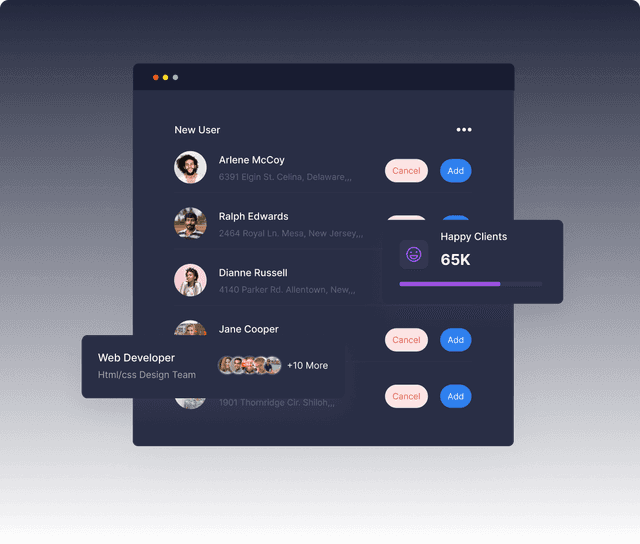 New User
Arlene McCoy
6391 Elgin St. Celina, Delaware,,,
Cancel
Add
Ralph Edwards
2464 Royal Ln. Mesa, New Jersey,,,
Happy Clients
65K
Dianne Russell
4140 Parker Rd. Allentown, New,,,
Jane Cooper
Cancel
Add
Web Developer
Html/css Design Team
+10 More
1901 Thornridge Cir. Shiloh,,,
Cancel
Add